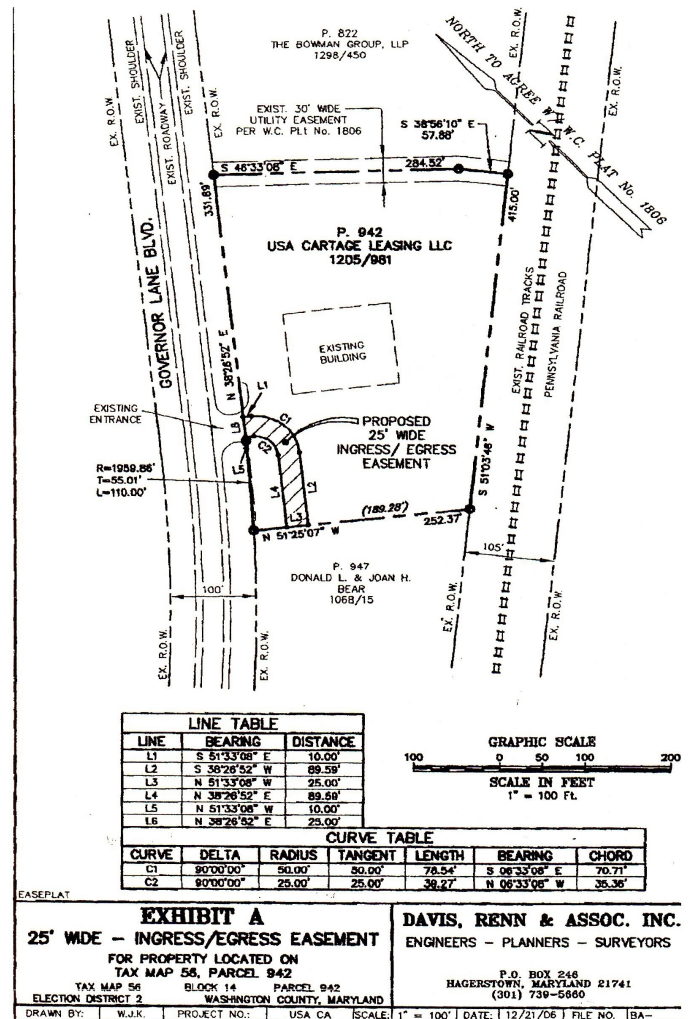 P. 822
THE BOWMAN GROUP, LLP
1298/450
NORTH TO AGREE W/ W.C. PLAT No. 1806
N
EX. R.O.W.
EXIST. SHOULDER
EXIST. ROADWAY
EXIST. SHOULDER
EX. R.O.W.
EX. R.O.W.
EX. R.O.W.
EXIST. 30' WIDE
UTILITY EASEMENT
PER W.C. PLt No. 1806
S 38°56'10" E
57.88'
S 46°33'08" E
284.52'
331.69'
415.00'
P. 942
USA CARTAGE LEASING LLC
1205/981
GOVERNOR LANE BLVD.
N 38°26'52" E
EXIST. RAILROAD TRACKS
PENNSYLVANIA RAILROAD
EXISTING
BUILDING
EXISTING
ENTRANCE
L1
C1
L6
C2
L5
PROPOSED
25' WIDE
INGRESS/ EGRESS
EASEMENT
S 51°03'46" W
R=1959.86'
T=55.01'
L=110.00'
L4
L2
L3
(189.28')
N 51°25'07" W
252.37'
105'
P. 947
DONALD L. & JOAN H.
BEAR
1068/15
100'
EX. R.O.W.
EX. R.O.W.
EX. R.O.W.
EX. R.O.W.
LINE TABLE
LINE BEARING DISTANCE
L1 S 51°33'08" E 10.00'
L2 S 38°26'52" W 89.59'
L3 N 51°33'08" W 25.00'
L4 N 38°26'52" E 89.59'
L5 N 51°33'08" W 10.00'
L6 N 38°26'52" E 25.00'
GRAPHIC SCALE
100 0 50 100 200
SCALE IN FEET
1" = 100 Ft.
CURVE TABLE
CURVE DELTA RADIUS TANGENT LENGTH BEARING CHORD
C1 90°00'00" 50.00' 50.00' 78.54' S 06°33'08" E 70.71'
C2 90°00'00" 25.00' 25.00' 39.27' N 06°33'08" W 35.36'
EASEPLAT
EXHIBIT A
25' WIDE - INGRESS/EGRESS EASEMENT
FOR PROPERTY LOCATED ON
TAX MAP 56, PARCEL 942
TAX MAP 56 BLOCK 14 PARCEL 942
ELECTION DISTRICT 2 WASHINGTON COUNTY, MARYLAND
DAVIS, RENN & ASSOC. INC.
ENGINEERS - PLANNERS - SURVEYORS
P.O. BOX 246
HAGERSTOWN, MARYLAND 21741
(301) 739-5660
DRAWN BY: W.J.K. PROJECT NO.: USA CA SCALE: 1" = 100' DATE: 12/21/06 FILE NO. BA-